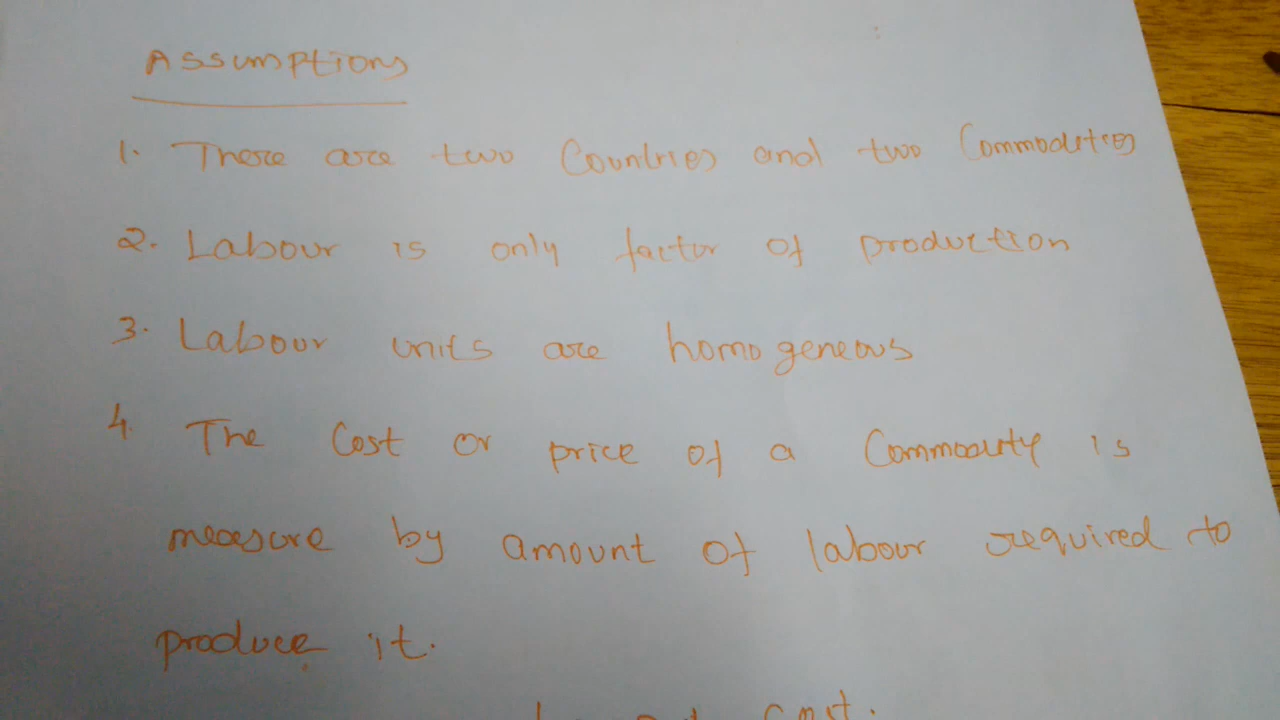 Assumptions
1. There are two Countries and two Commodities
2. Labour is only factor of production
3. Labour units are homogeneous
4. The Cost or price of a Commodity is
measure by amount of labour required to
produce it.
cost.